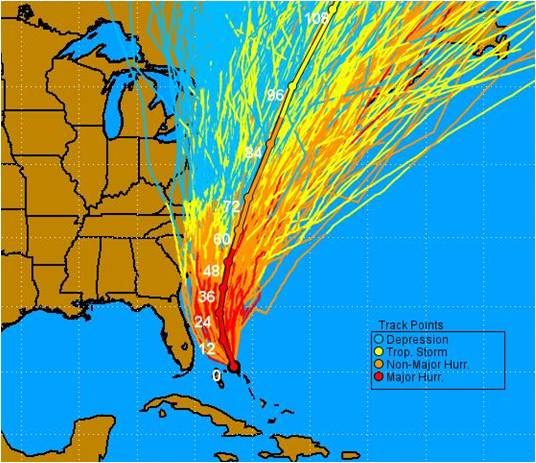 108
96
84
72
60
48
36
24
12
0
Track Points
Depression
Trop. Storm
Non-Major Hurr.
Major Hurr.